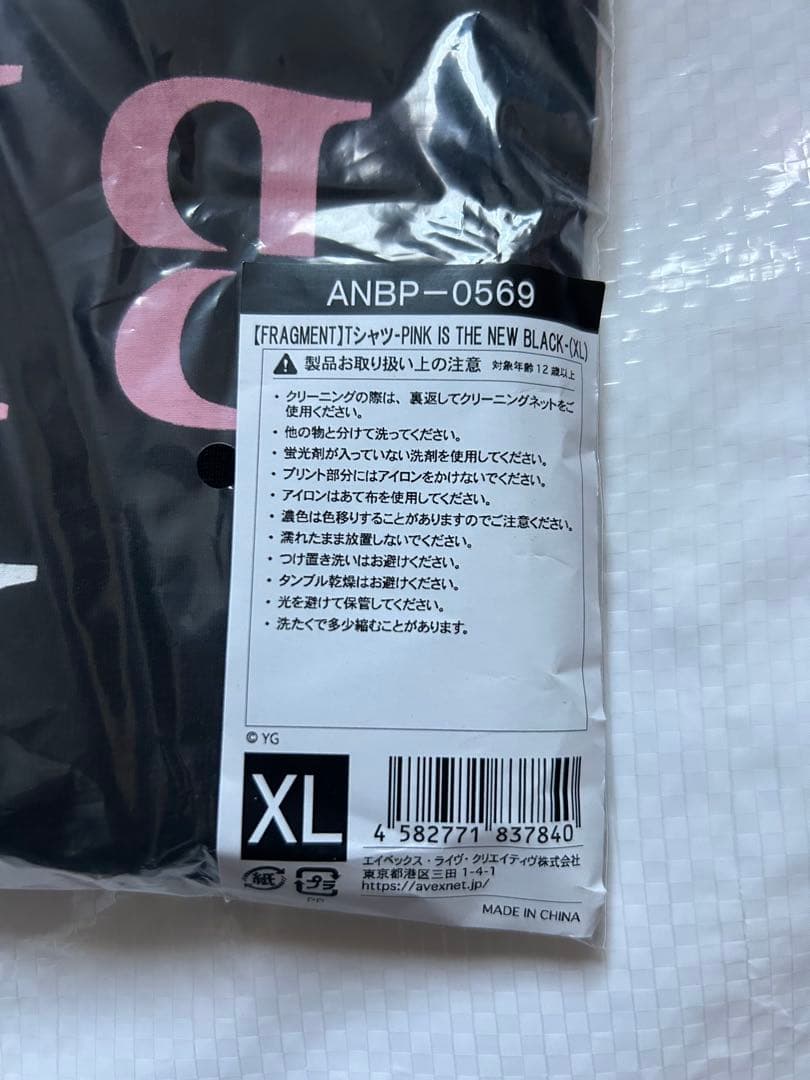 B
ANBP-0569
【FRAGMENT】Tシャツ-PINK IS THE NEW BLACK-(XL)
製品お取り扱い上の注意 対象年齢12歳以上
・クリーニングの際は、裏返してクリーニングネットをご
使用ください。
・他の物と分けて洗ってください。
・蛍光剤が入っていない洗剤を使用してください。
・プリント部分にはアイロンをかけないでください。
・アイロンはあて布を使用してください。
・濃色は色移りすることがありますのでご注意ください。
・濡れたまま放置しないでください。
・つけ置き洗いはお避けください。
・タンブル乾燥はお避けください。
・光を避けて保管してください。
・洗たくで多少縮むことがあります。
© YG
XL
4 582771 837840
エイベックス・ライヴ・クリエイティヴ株式会社
東京都港区三田 1-4-1
https://avexnet.jp/
紙 プラ
PP
MADE IN CHINA